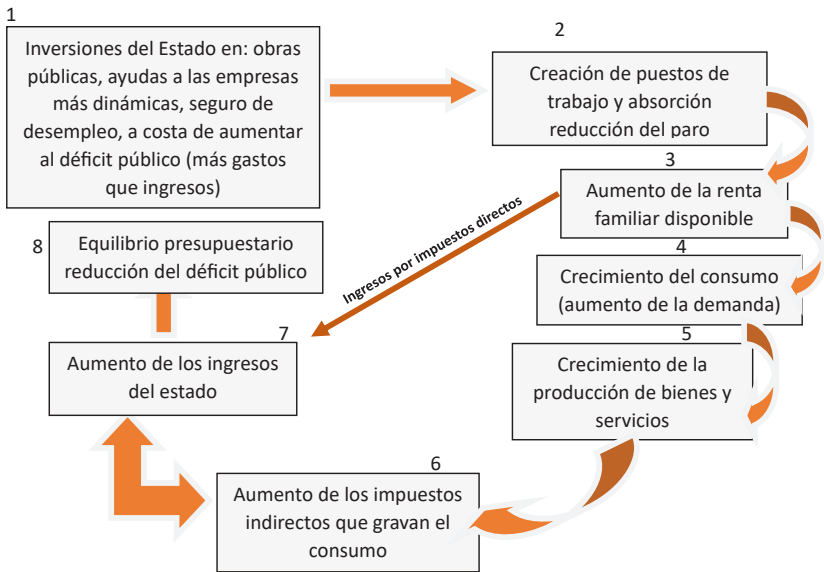 1
Inversiones del Estado en: obras
públicas, ayudas a las empresas
más dinámicas, seguro de
desempleo, a costa de aumentar
al déficit público (más gastos
que ingresos)
2
Creación de puestos de
trabajo y absorción
reducción del paro
3
Aumento de la renta
familiar disponible
Ingresos por impuestos directos
4
Crecimiento del consumo
(aumento de la demanda)
5
Crecimiento de la
producción de bienes y
servicios
6
Aumento de los impuestos
indirectos que gravan el
consumo
7
Aumento de los ingresos
del estado
8
Equilibrio presupuestario
reducción del déficit público